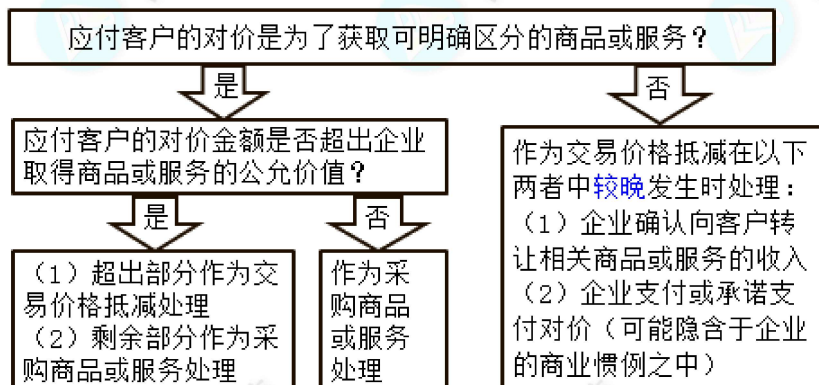 应付客户的对价是为了获取可明确区分的商品或服务？
是
否
应付客户的对价金额是否超出企业
取得商品或服务的公允价值？
是
否
（1）超出部分作为交
易价格抵减处理
（2）剩余部分作为采
购商品或服务处理
作为采
购商品
或服务
处理
作为交易价格抵减在以下
两者中较晚发生时处理：
（1）企业确认向客户转
让相关商品或服务的收入
（2）企业支付或承诺支
付对价（可能隐含于企业
的商业惯例之中）